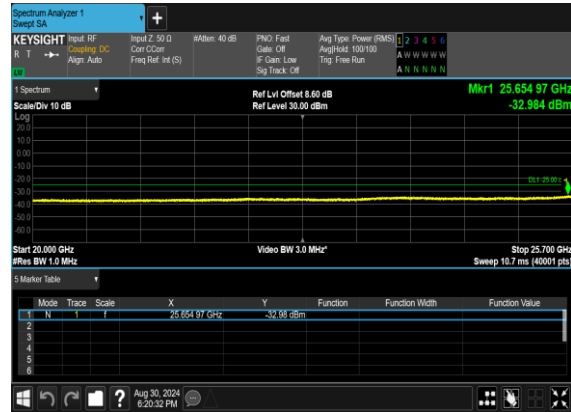 Spectrum Analyzer 1
Swept SA
+
KEYSIGHT Input: RF Input Z: 50 Ω #Atten: 40 dB PNO: Fast Avg Type: Power (RMS) 1 2 3 4 5 6
R T Coupling: DC Corr CCorr Gate: Off Avg|Hold: 100/100 A W W W W W
Align: Auto Freq Ref: Int (S) IF Gain: Low Trig: Free Run
Sig Track: Off A N N N N N
1 Spectrum Ref Lvl Offset 8.60 dB Mkr1 25.654 97 GHz
Scale/Div 10 dB Ref Level 30.00 dBm -32.984 dBm
Log
20.0
10.0
0.00
-10.0
-20.0
-30.0
-40.0
-50.0
-60.0
Start 20.000 GHz Video BW 3.0 MHz* Stop 25.700 GHz
#Res BW 1.0 MHz Sweep 10.7 ms (40001 pts)
5 Marker Table
Mode Trace Scale X Y Function Function Width Function Value
1 N 1 f 25.654 97 GHz -32.98 dBm
2
3
4
5
6
? Aug 30, 2024
6:20:32 PM